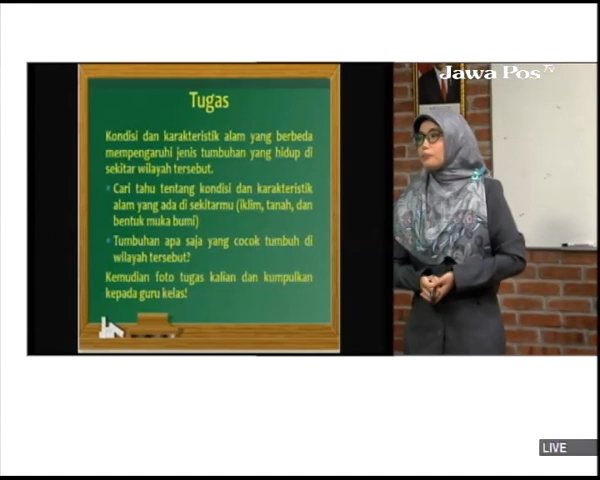 Jawa Pos TV
Tugas
Kondisi dan karakteristik alam yang berbeda
mempengaruhi jenis tumbuhan yang hidup di
sekitar wilayah tersebut.
Cari tahu tentang kondisi dan karakteristik
alam yang ada di sekitarmu (iklim, tanah, dan
bentuk muka bumi)
Tumbuhan apa saja yang cocok tumbuh di
wilayah tersebut?
Kemudian foto tugas kalian dan kumpulkan
kepada guru kelas!
LIVE